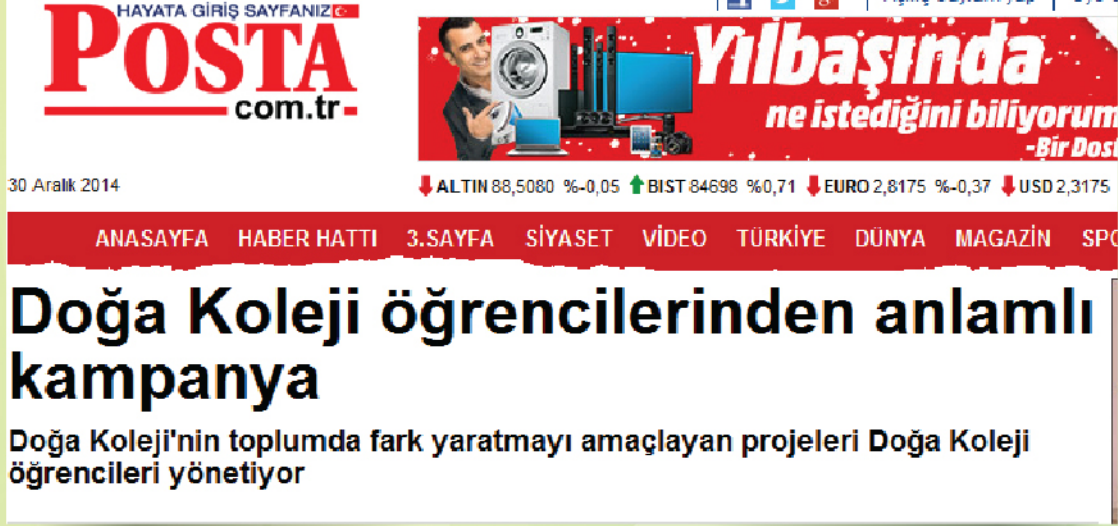 HAYATA GİRİŞ SAYFANIZ
POSTA
com.tr
Yılbaşında
ne istediğini biliyorum
-Bir Dost
30 Aralık 2014
ALTIN 88,5080 %-0,05 BIST 84698 %0,71 EURO 2,8175 %-0,37 USD 2,3175
ANASAYFA HABER HATTI 3.SAYFA SİYASET VİDEO TÜRKİYE DÜNYA MAGAZİN SPO
Doğa Koleji öğrencilerinden anlamlı
kampanya
Doğa Koleji'nin toplumda fark yaratmayı amaçlayan projeleri Doğa Koleji
öğrencileri yönetiyor